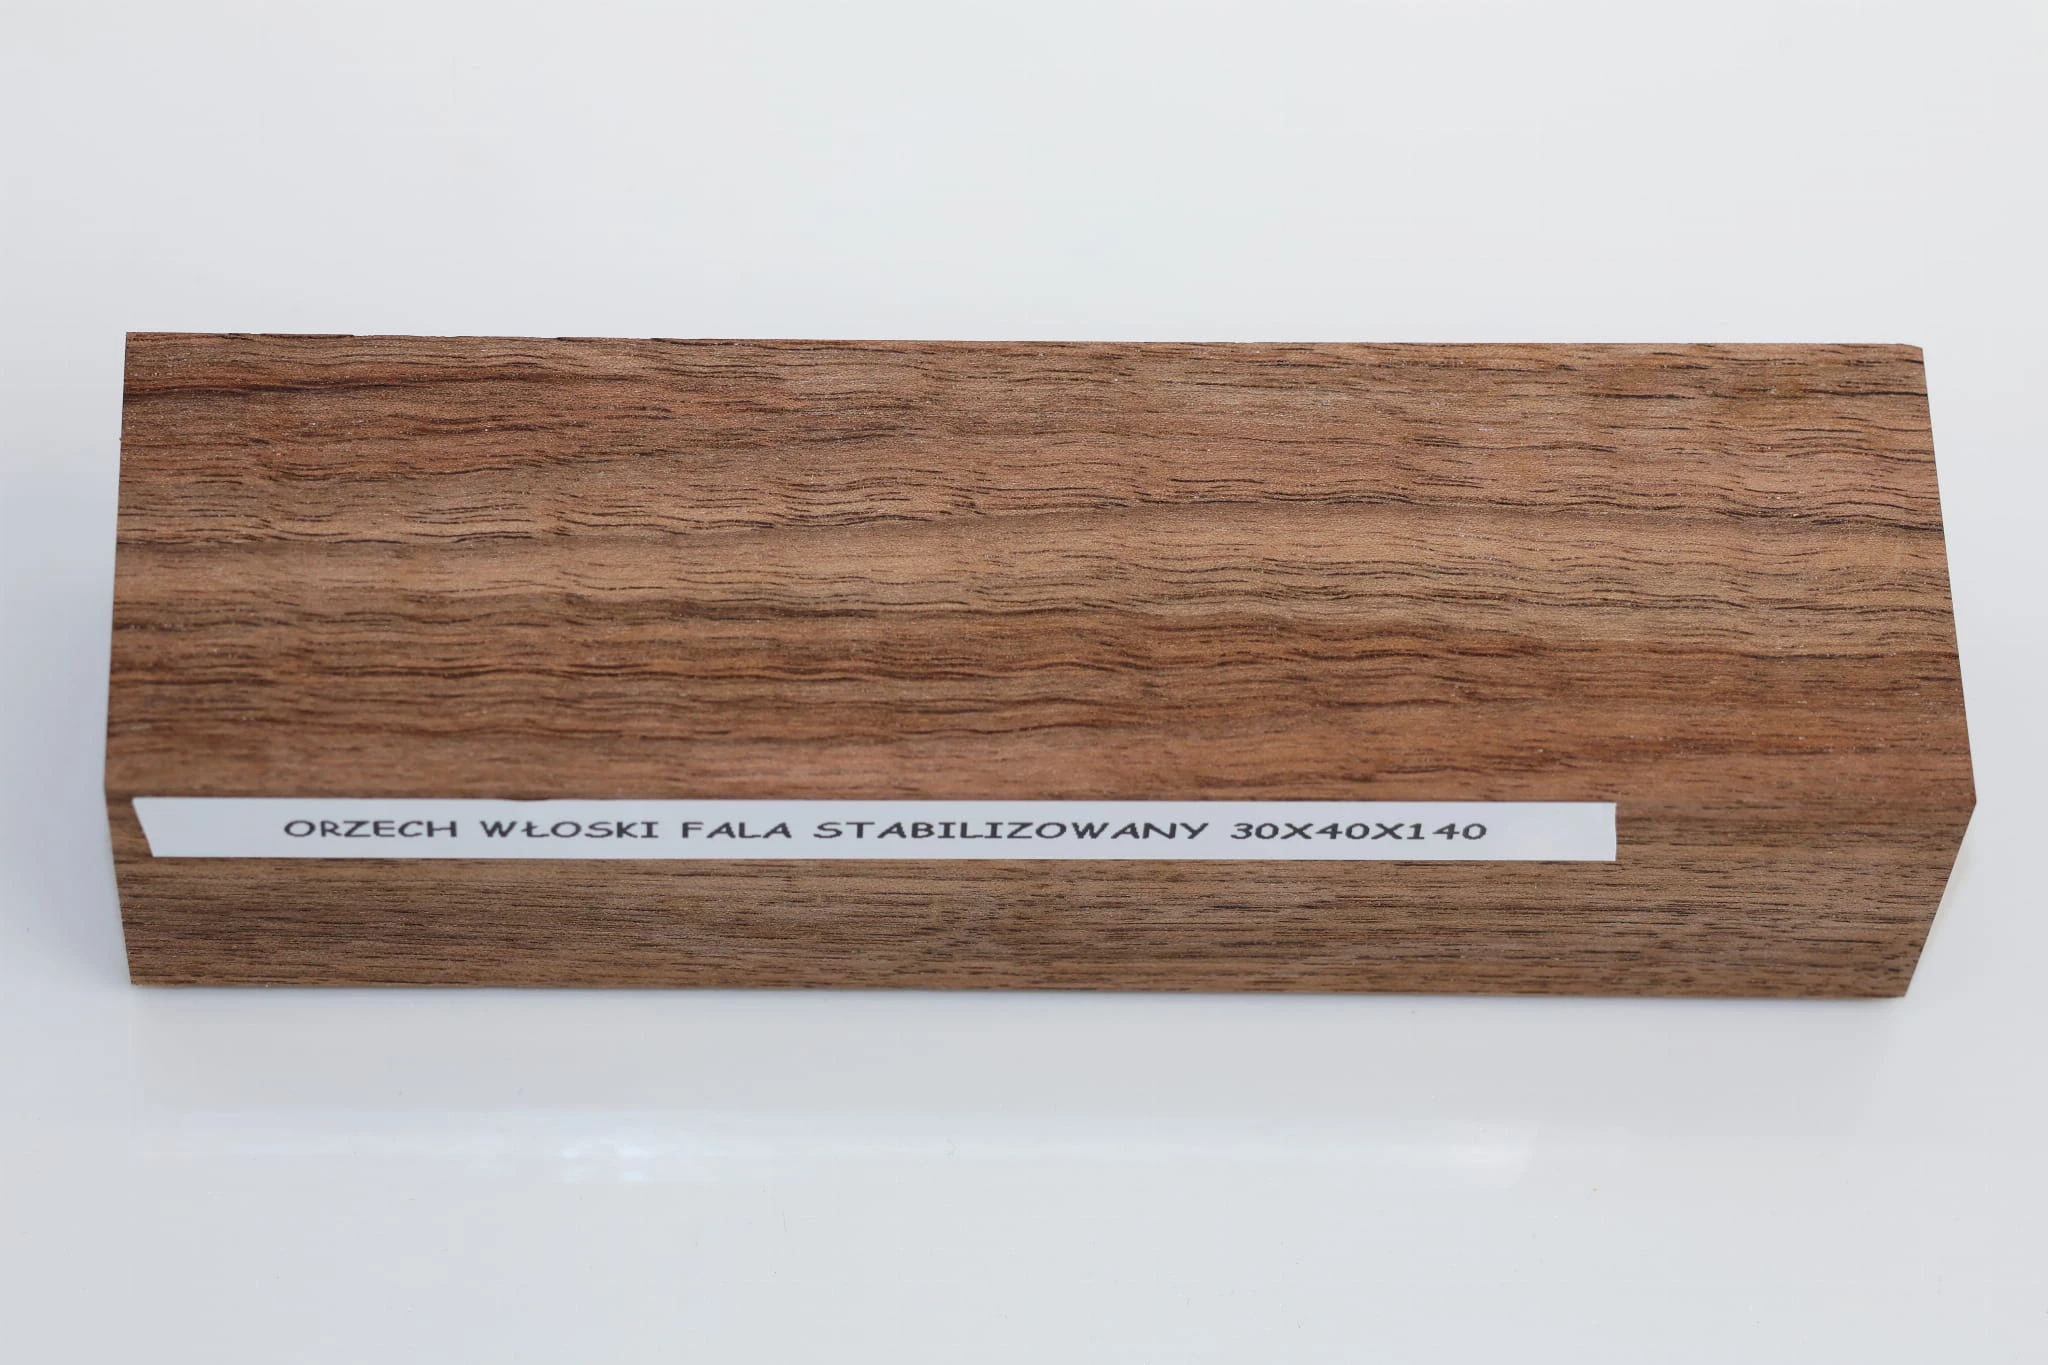 ORZECH WŁOSKI FALA STABILIZOWANY 30X40X140